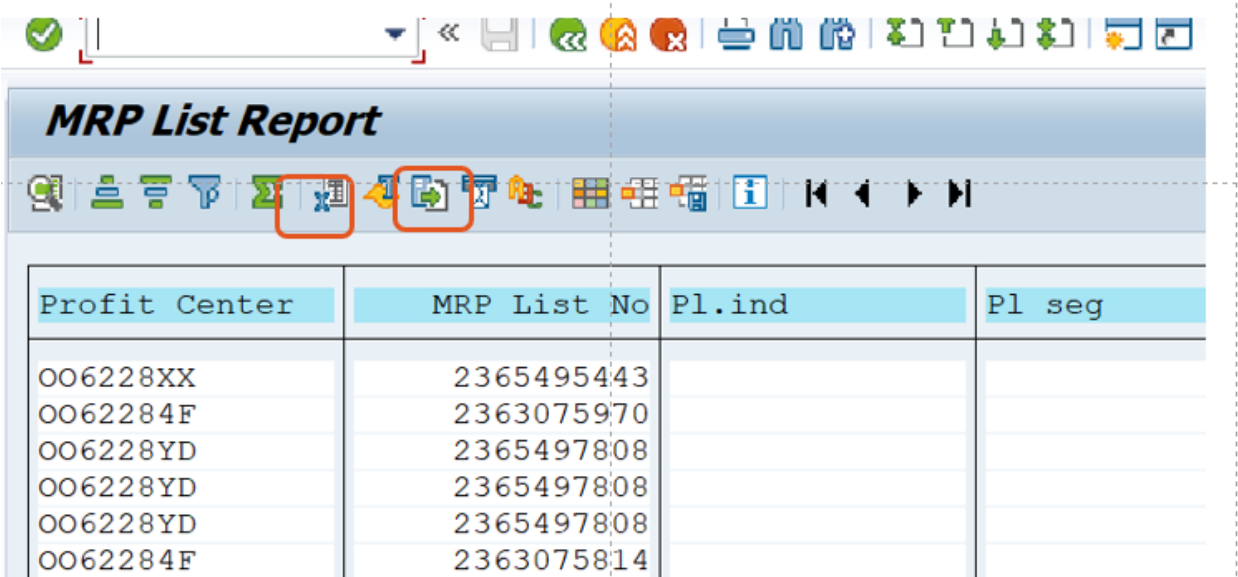 MRP List Report
Profit Center MRP List No Pl.ind Pl seg
OO6228XX 2365495443
OO62284F 2363075970
OO6228YD 2365497808
OO6228YD 2365497808
OO6228YD 2365497808
OO62284F 2363075814